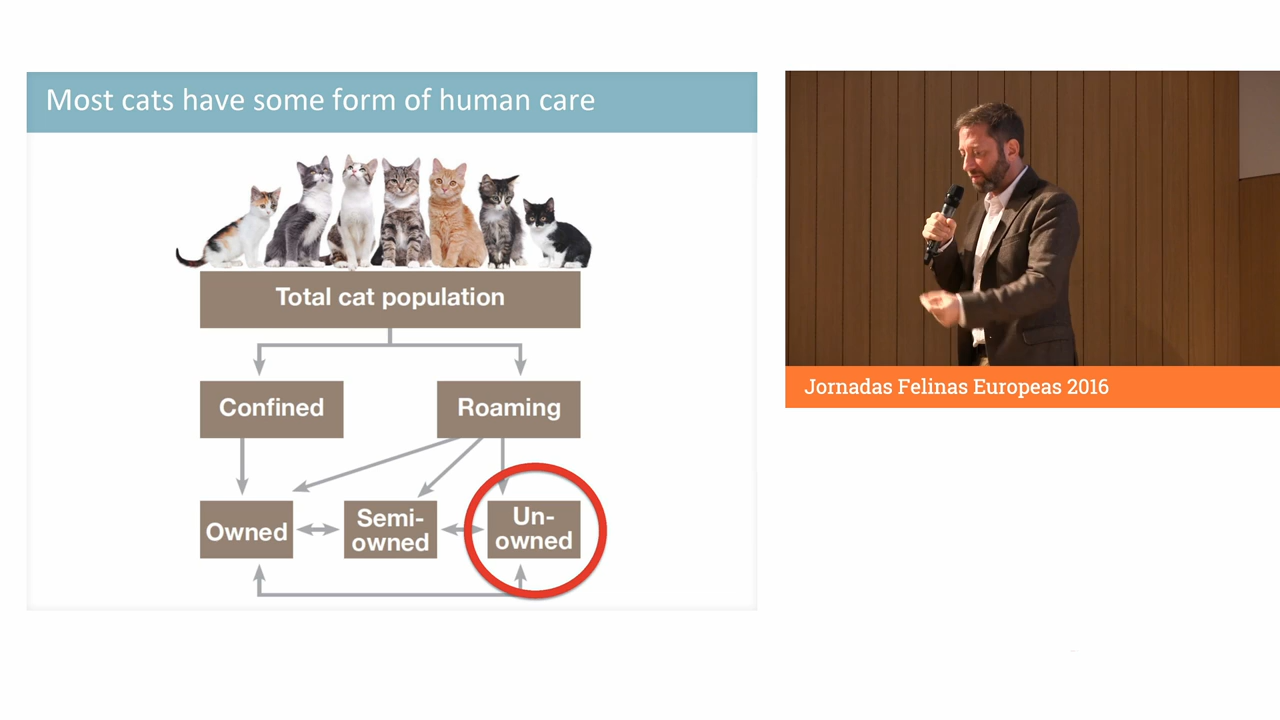 Most cats have some form of human care
Total cat population
Confined
Roaming
Owned
Semi-
owned
Un-
owned
Jornadas Felinas Europeas 2016